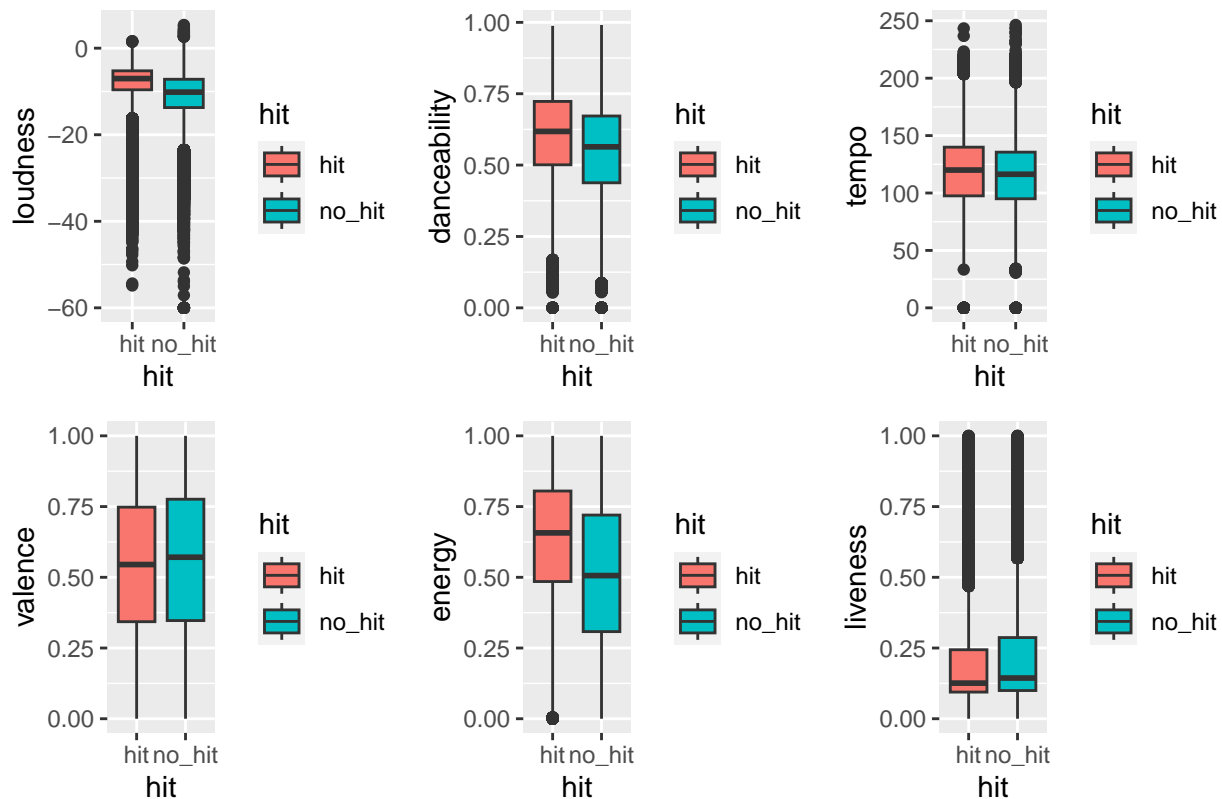 loudness
0
−20
−40
−60
hit no_hit
hit
hit
hit
no_hit
danceability
1.00
0.75
0.50
0.25
0.00
hit no_hit
hit
hit
hit
no_hit
tempo
250
200
150
100
50
0
hit no_hit
hit
hit
hit
no_hit
valence
1.00
0.75
0.50
0.25
0.00
hit no_hit
hit
hit
hit
no_hit
energy
1.00
0.75
0.50
0.25
0.00
hit no_hit
hit
hit
hit
no_hit
liveness
1.00
0.75
0.50
0.25
0.00
hit no_hit
hit
hit
hit
no_hit